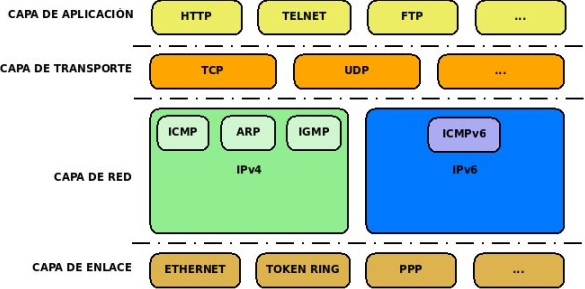 CAPA DE APLICACIÓN HTTP TELNET FTP ...
CAPA DE TRANSPORTE TCP UDP ...
ICMP ARP IGMP ICMPv6
CAPA DE RED IPv4 IPv6
CAPA DE ENLACE ETHERNET TOKEN RING PPP ...